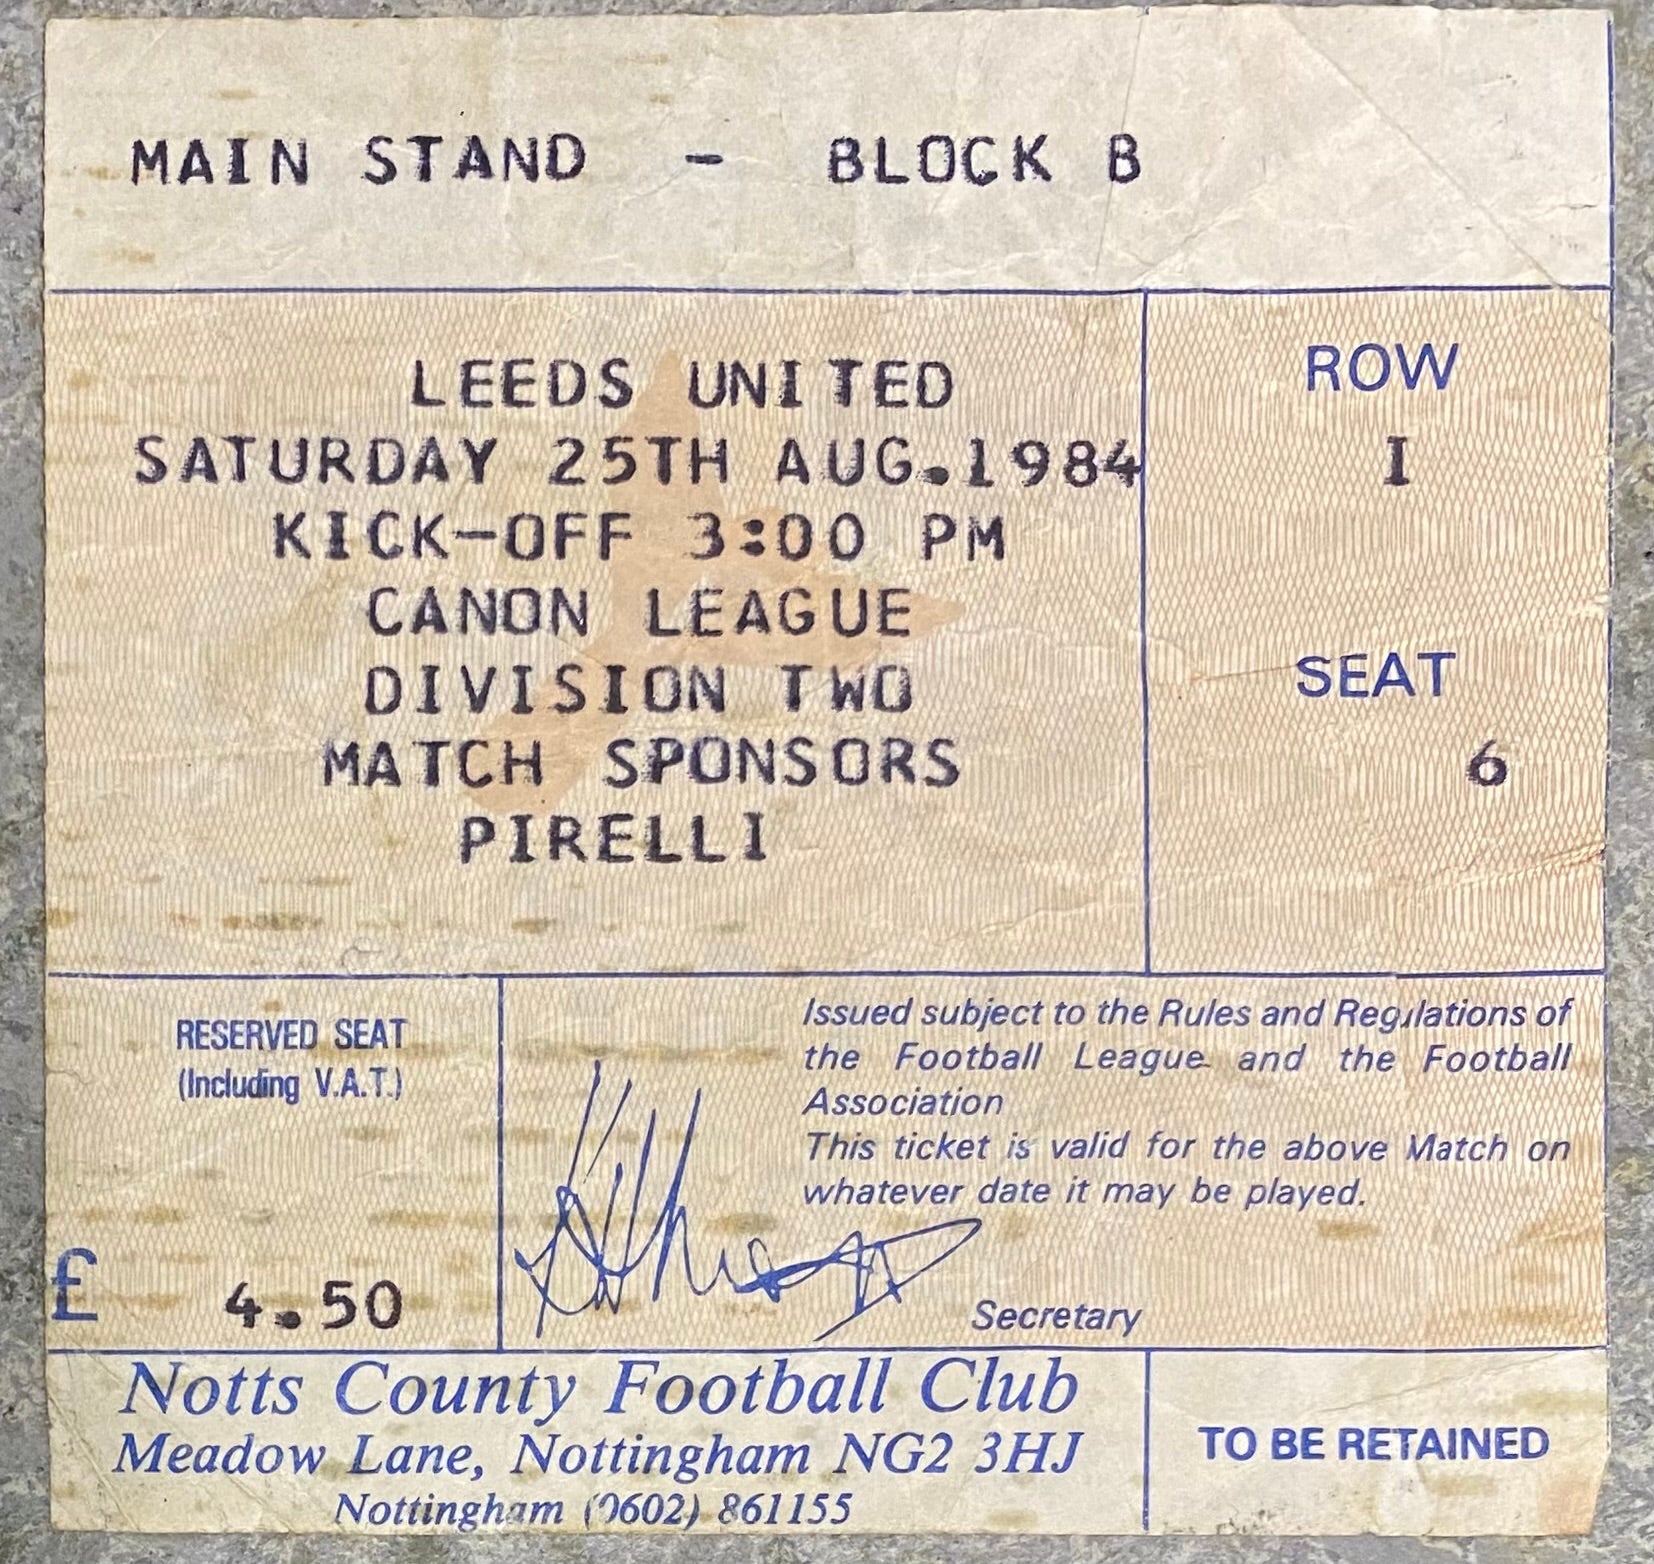 MAIN STAND - BLOCK B
LEEDS UNITED
SATURDAY 25TH AUG.1984
KICK-OFF 3:00 PM
CANON LEAGUE
DIVISION TWO
MATCH SPONSORS
PIRELLI
ROW
I
SEAT
6
RESERVED SEAT
(Including V.A.T.)
£ 4.50
Issued subject to the Rules and Regulations of
the Football League and the Football
Association
This ticket is valid for the above Match on
whatever date it may be played.
Secretary
Notts County Football Club
Meadow Lane, Nottingham NG2 3HJ
Nottingham (0602) 861155
TO BE RETAINED